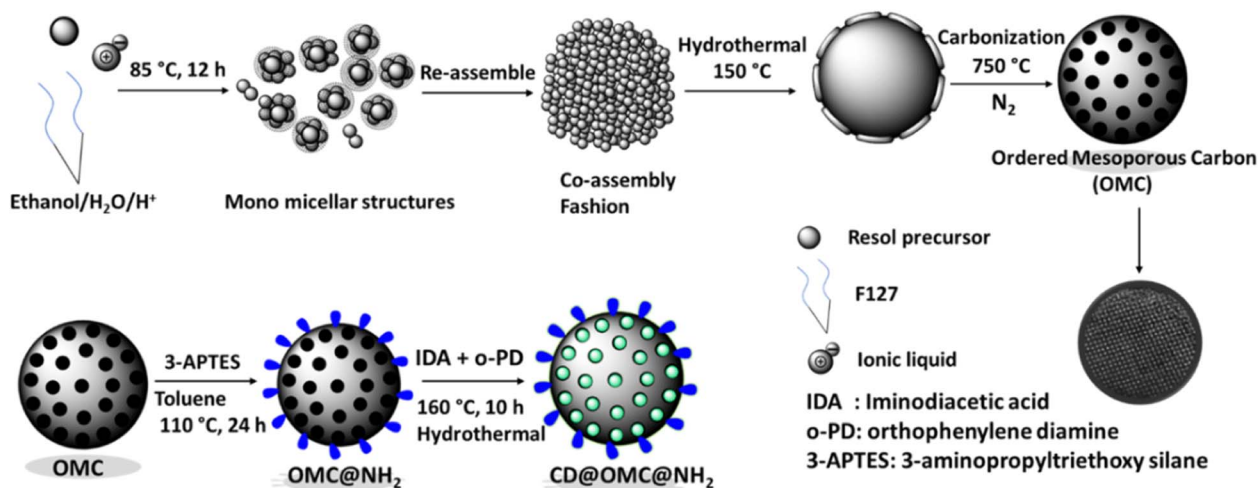 85 °C, 12 h
Re-assemble
Hydrothermal
150 °C
Carbonization
750 °C
N₂
Ethanol/H₂O/H⁺
Mono micellar structures
Co-assembly
Fashion
Ordered Mesoporous Carbon
(OMC)
Resol precursor
F127
Ionic liquid
IDA : Iminodiacetic acid
o-PD: orthophenylene diamine
3-APTES: 3-aminopropyltriethoxy silane
3-APTES
Toluene
110 °C, 24 h
IDA + o-PD
160 °C, 10 h
Hydrothermal
OMC
OMC@NH₂
CD@OMC@NH₂